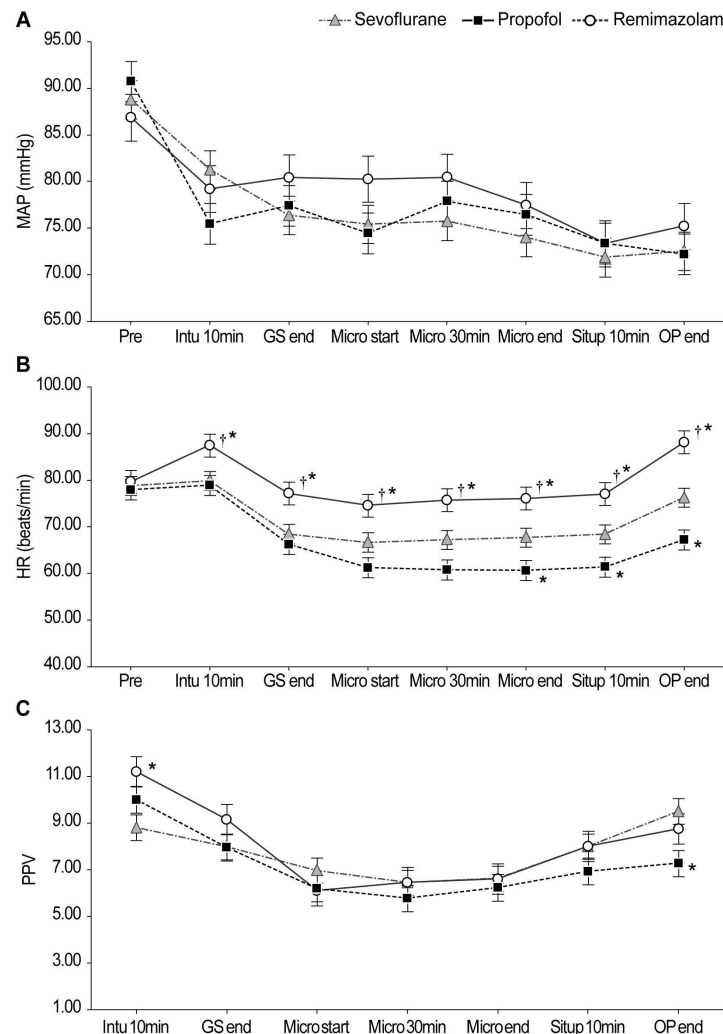 A
Sevoflurane Propofol Remimazolam
95.00
90.00
85.00
80.00
75.00
70.00
65.00
MAP (mmHg)
Pre Intu 10min GS end Micro start Micro 30min Micro end Situp 10min OP end
B
100.00
90.00
80.00
70.00
60.00
50.00
40.00
HR (beats/min)
†* †* †* †* †* †* †*
* * *
Pre Intu 10min GS end Micro start Micro 30min Micro end Situp 10min OP end
C
13.00
11.00
9.00
7.00
5.00
3.00
1.00
PPV
*
*
Intu 10min GS end Micro start Micro 30min Micro end Situp 10min OP end